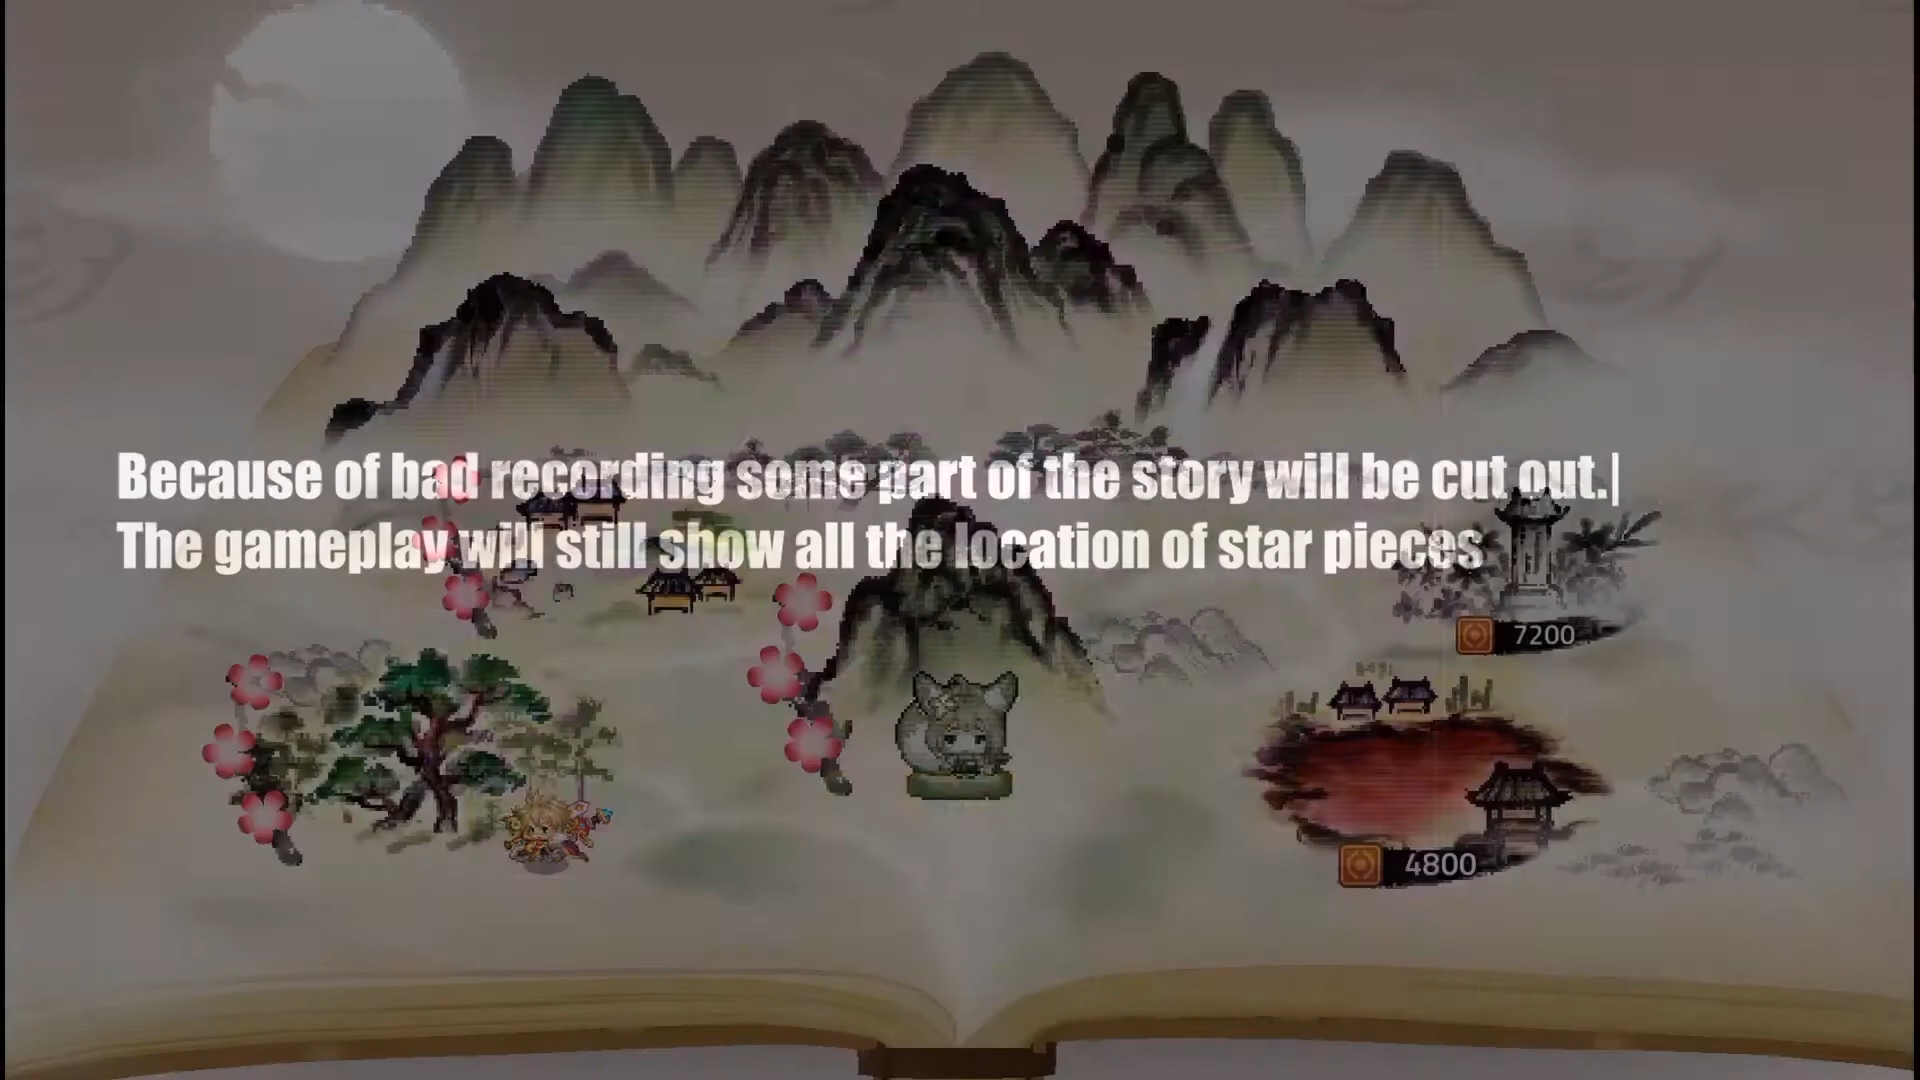 Because of bad recording some part of the story will be cut out.|
The gameplay will still show all the location of star pieces
7200
4800